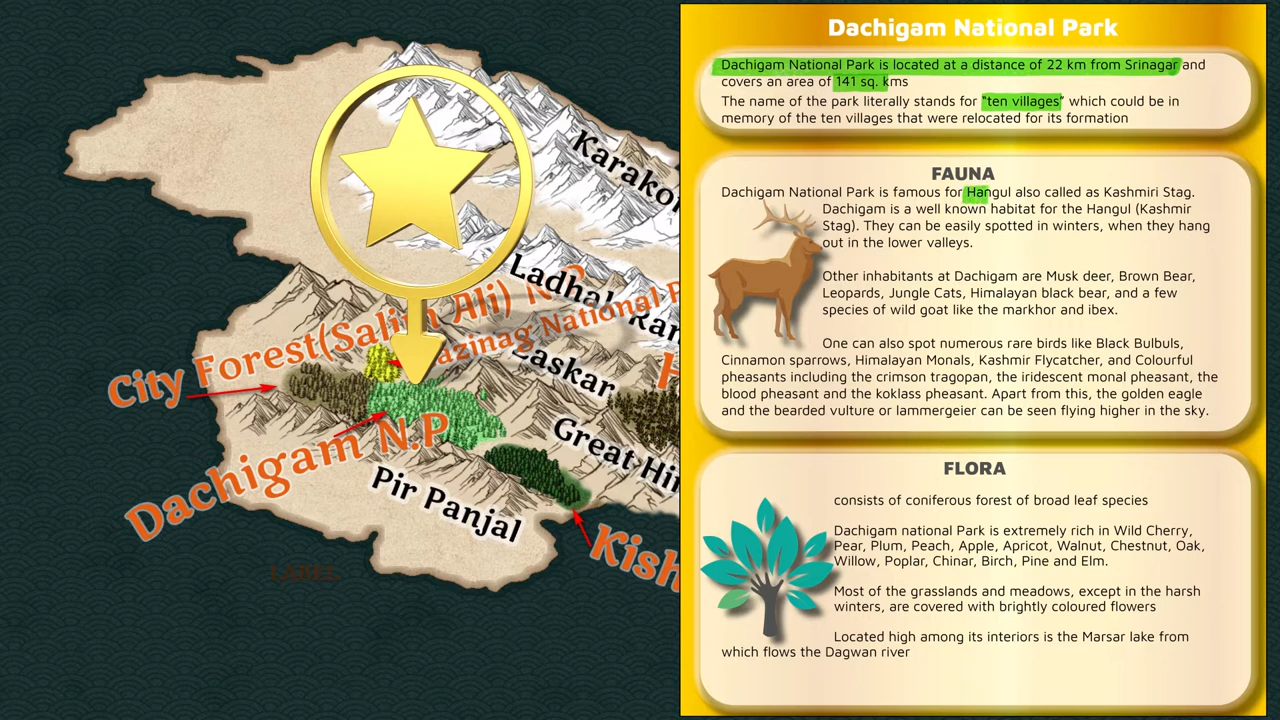 Dachigam National Park
Dachigam National Park is located at a distance of 22 km from Srinagar and
covers an area of 141 sq. kms
The name of the park literally stands for "ten villages" which could be in
memory of the ten villages that were relocated for its formation
FAUNA
Dachigam National Park is famous for Hangul also called as Kashmiri Stag.
Dachigam is a well known habitat for the Hangul (Kashmir
Stag). They can be easily spotted in winters, when they hang
out in the lower valleys.
Other inhabitants at Dachigam are Musk deer, Brown Bear,
Leopards, Jungle Cats, Himalayan black bear, and a few
species of wild goat like the markhor and ibex.
One can also spot numerous rare birds like Black Bulbuls,
Cinnamon sparrows, Himalayan Monals, Kashmir Flycatcher, and Colourful
pheasants including the crimson tragopan, the iridescent monal pheasant, the
blood pheasant and the koklass pheasant. Apart from this, the golden eagle
and the bearded vulture or lammergeier can be seen flying higher in the sky.
FLORA
consists of coniferous forest of broad leaf species
Dachigam national Park is extremely rich in Wild Cherry,
Pear, Plum, Peach, Apple, Apricot, Walnut, Chestnut, Oak,
Willow, Poplar, Chinar, Birch, Pine and Elm.
Most of the grasslands and meadows, except in the harsh
winters, are covered with brightly coloured flowers
Located high among its interiors is the Marsar lake from
which flows the Dagwan river
Karako
Ladha
Ran
Zaskar
Great Hi
Pir Panjal
City Forest(Salim Ali) N
azinag National P
Dachigam N.P
Kish
H
LABEL